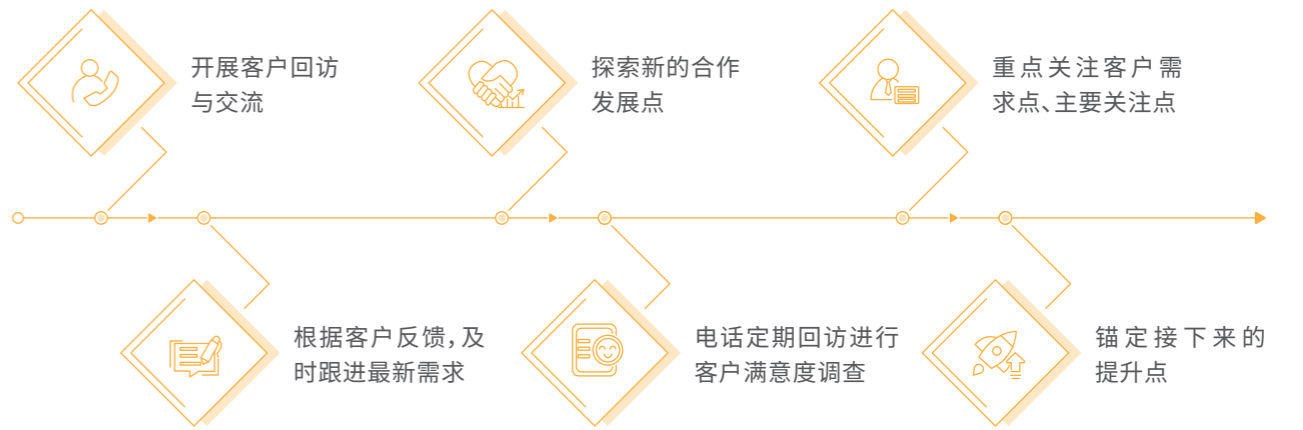 开展客户回访
与交流
探索新的合作
发展点
重点关注客户需
求点、主要关注点
根据客户反馈,及
时跟进最新需求
电话定期回访进行
客户满意度调查
锚定接下来的
提升点